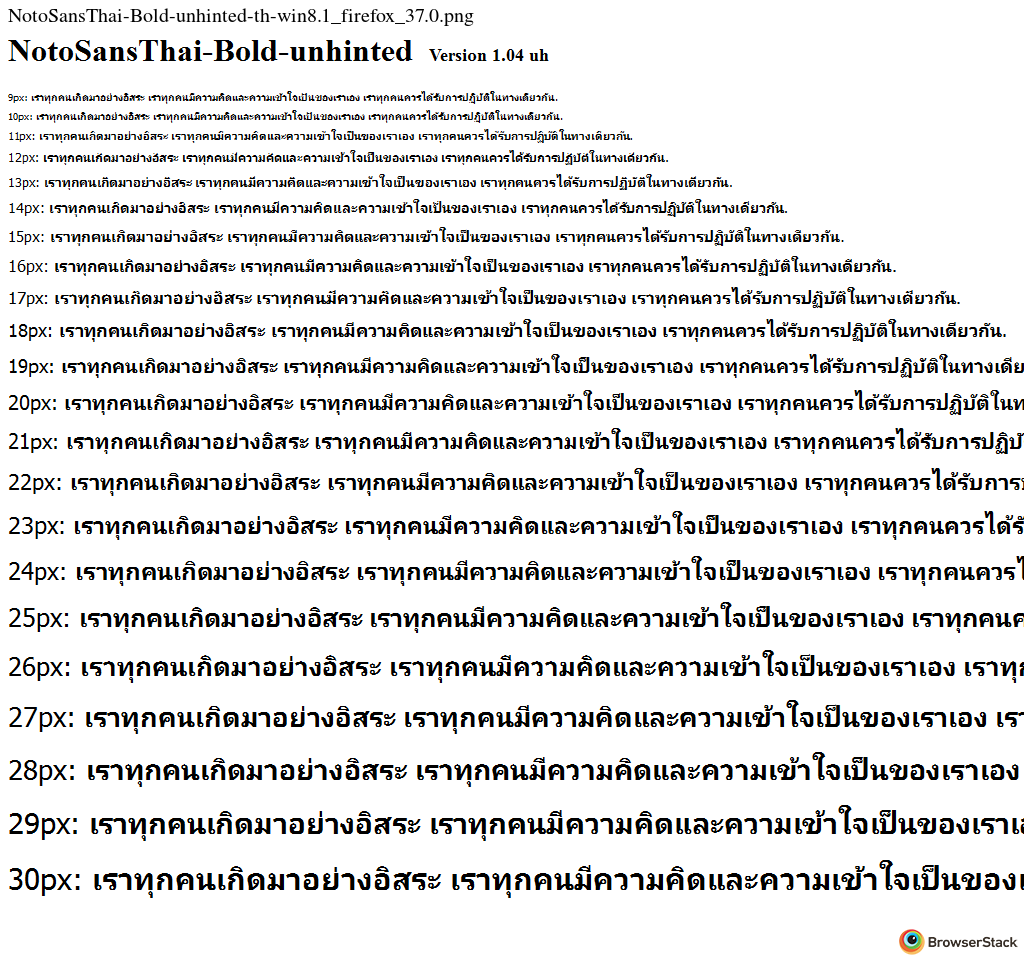 NotoSansThai-Bold-unhinted-th-win8.1_firefox_37.0.png
NotoSansThai-Bold-unhinted Version 1.04 uh
9px: เราทุกคนเกิดมาอย่างอิสระ เราทุกคนมีความคิดและความเข้าใจเป็นของเราเอง เราทุกคนควรได้รับการปฏิบัติในทางเดียวกัน.
10px: เราทุกคนเกิดมาอย่างอิสระ เราทุกคนมีความคิดและความเข้าใจเป็นของเราเอง เราทุกคนควรได้รับการปฏิบัติในทางเดียวกัน.
11px: เราทุกคนเกิดมาอย่างอิสระ เราทุกคนมีความคิดและความเข้าใจเป็นของเราเอง เราทุกคนควรได้รับการปฏิบัติในทางเดียวกัน.
12px: เราทุกคนเกิดมาอย่างอิสระ เราทุกคนมีความคิดและความเข้าใจเป็นของเราเอง เราทุกคนควรได้รับการปฏิบัติในทางเดียวกัน.
13px: เราทุกคนเกิดมาอย่างอิสระ เราทุกคนมีความคิดและความเข้าใจเป็นของเราเอง เราทุกคนควรได้รับการปฏิบัติในทางเดียวกัน.
14px: เราทุกคนเกิดมาอย่างอิสระ เราทุกคนมีความคิดและความเข้าใจเป็นของเราเอง เราทุกคนควรได้รับการปฏิบัติในทางเดียวกัน.
15px: เราทุกคนเกิดมาอย่างอิสระ เราทุกคนมีความคิดและความเข้าใจเป็นของเราเอง เราทุกคนควรได้รับการปฏิบัติในทางเดียวกัน.
16px: เราทุกคนเกิดมาอย่างอิสระ เราทุกคนมีความคิดและความเข้าใจเป็นของเราเอง เราทุกคนควรได้รับการปฏิบัติในทางเดียวกัน.
17px: เราทุกคนเกิดมาอย่างอิสระ เราทุกคนมีความคิดและความเข้าใจเป็นของเราเอง เราทุกคนควรได้รับการปฏิบัติในทางเดียวกัน.
18px: เราทุกคนเกิดมาอย่างอิสระ เราทุกคนมีความคิดและความเข้าใจเป็นของเราเอง เราทุกคนควรได้รับการปฏิบัติในทางเดียวกัน.
19px: เราทุกคนเกิดมาอย่างอิสระ เราทุกคนมีความคิดและความเข้าใจเป็นของเราเอง เราทุกคนควรได้รับการปฏิบัติในทางเดีย
20px: เราทุกคนเกิดมาอย่างอิสระ เราทุกคนมีความคิดและความเข้าใจเป็นของเราเอง เราทุกคนควรได้รับการปฏิบัติในท
21px: เราทุกคนเกิดมาอย่างอิสระ เราทุกคนมีความคิดและความเข้าใจเป็นของเราเอง เราทุกคนควรได้รับการปฏิบั
22px: เราทุกคนเกิดมาอย่างอิสระ เราทุกคนมีความคิดและความเข้าใจเป็นของเราเอง เราทุกคนควรได้รับการป
23px: เราทุกคนเกิดมาอย่างอิสระ เราทุกคนมีความคิดและความเข้าใจเป็นของเราเอง เราทุกคนควรได้รั
24px: เราทุกคนเกิดมาอย่างอิสระ เราทุกคนมีความคิดและความเข้าใจเป็นของเราเอง เราทุกคนควรไ
25px: เราทุกคนเกิดมาอย่างอิสระ เราทุกคนมีความคิดและความเข้าใจเป็นของเราเอง เราทุกคนค
26px: เราทุกคนเกิดมาอย่างอิสระ เราทุกคนมีความคิดและความเข้าใจเป็นของเราเอง เราทุก
27px: เราทุกคนเกิดมาอย่างอิสระ เราทุกคนมีความคิดและความเข้าใจเป็นของเราเอง เรา
28px: เราทุกคนเกิดมาอย่างอิสระ เราทุกคนมีความคิดและความเข้าใจเป็นของเราเอง
29px: เราทุกคนเกิดมาอย่างอิสระ เราทุกคนมีความคิดและความเข้าใจเป็นของเราเ
30px: เราทุกคนเกิดมาอย่างอิสระ เราทุกคนมีความคิดและความเข้าใจเป็นของเ
BrowserStack